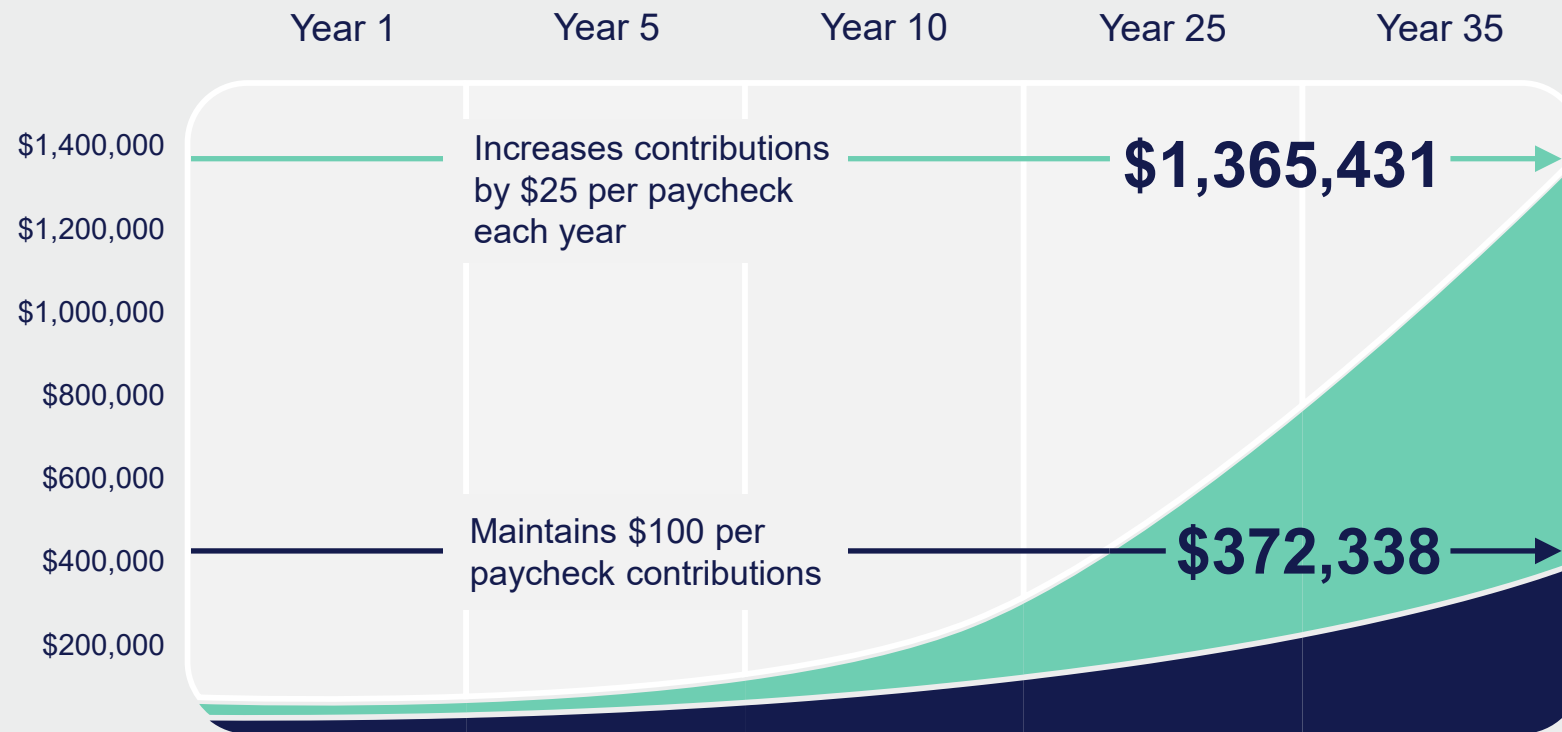 Year 1 Year 5 Year 10 Year 25 Year 35
$1,400,000
$1,200,000
$1,000,000
$800,000
$600,000
$400,000
$200,000
Increases contributions
by $25 per paycheck
each year
$1,365,431
Maintains $100 per
paycheck contributions
$372,338